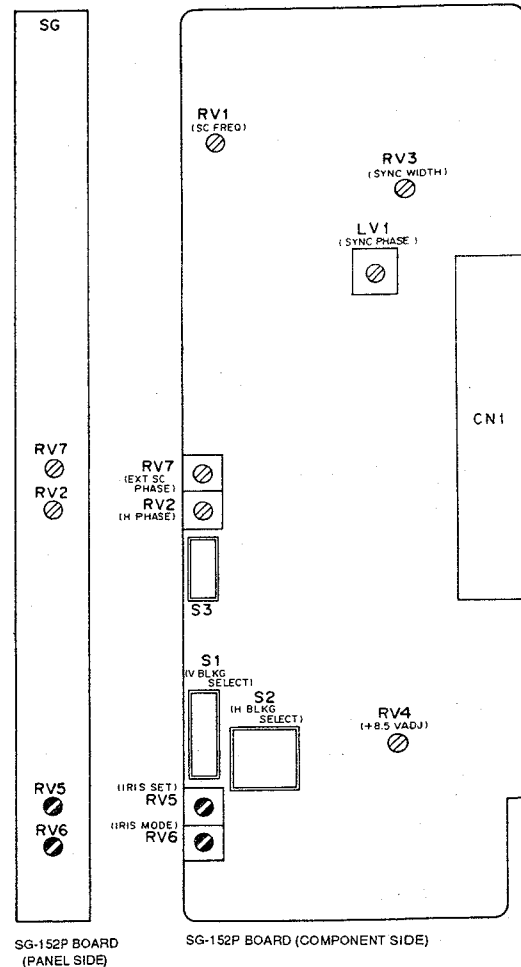 SG
RV7
RV2
RV5
RV6
SG-152P BOARD
(PANEL SIDE)
RV1
(SC FREQ)
RV3
(SYNC WIDTH)
LV1
(SYNC PHASE)
CN1
RV7
(EXT SC
PHASE)
RV2
(H PHASE)
S3
S1
(V BLKG
SELECT)
S2
(H BLKG
SELECT)
RV4
(+8.5 VADJ)
(IRIS SET)
RV5
(IRIS MODE)
RV6
SG-152P BOARD (COMPONENT SIDE)